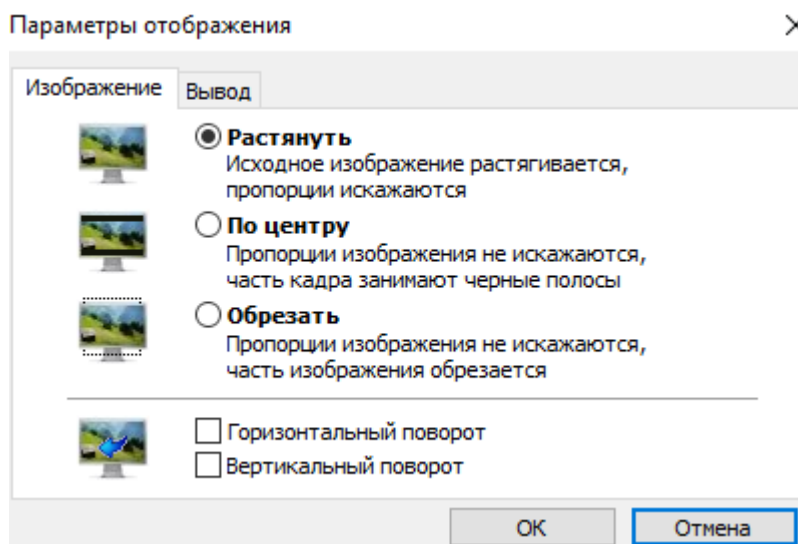 Параметры отображения
Изображение
Вывод
Растянуть
Исходное изображение растягивается,
пропорции искажаются
По центру
Пропорции изображения не искажаются,
часть кадра занимают черные полосы
Обрезать
Пропорции изображения не искажаются,
часть изображения обрезается
Горизонтальный поворот
Вертикальный поворот
ОК
Отмена